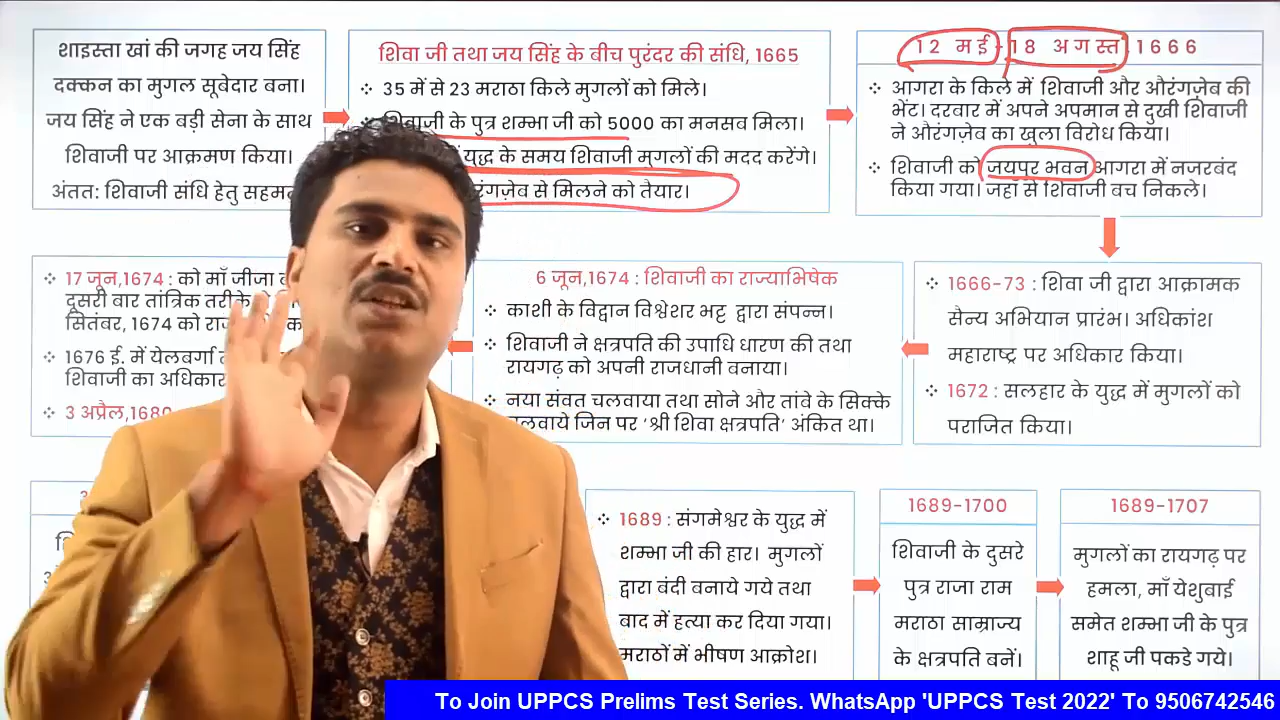 शाइस्ता खां की जगह जय सिंह
दक्कन का मुगल सूबेदार बना।
जय सिंह ने एक बड़ी सेना के साथ
शिवाजी पर आक्रमण किया।
अंतत: शिवाजी संधि हेतु सहमत
शिवा जी तथा जय सिंह के बीच पुरंदर की संधि, 1665
35 में से 23 मराठा किले मुगलों को मिले।
शिवाजी के पुत्र शम्भा जी को 5000 का मनसब मिला।
युद्ध के समय शिवाजी मुगलों की मदद करेंगे।
से मिलने को तैयार।
12 मई-18 अगस्त,1666
आगरा के किले में शिवाजी और औरंगज़ेब की
भेंट। दरबार में अपने अपमान से दुखी शिवाजी
ने औरंगज़ेब का खुला विरोध किया।
शिवाजी को जयपुर भवन आगरा में नजरबंद
किया गया। जहाँ से शिवाजी बच निकले।
17 जून,1674 : को माँ जीजा
दूसरी बार तांत्रिक तरीके
सितंबर, 1674 को
1676 ई. में येलबर्गा
शिवाजी का अधिकार
3 अप्रैल,1680
6 जून,1674 : शिवाजी का राज्याभिषेक
काशी के विद्वान विश्वेशर भट्ट द्वारा संपन्न।
शिवाजी ने क्षत्रपति की उपाधि धारण की तथा
रायगढ़ को अपनी राजधानी बनाया।
नया संवत चलवाया तथा सोने और तांबे के सिक्के
चलवाये जिन पर ‘श्री शिवा क्षत्रपति’ अंकित था।
1666-73 : शिवा जी द्वारा आक्रामक
सैन्य अभियान प्रारंभ। अधिकांश
महाराष्ट्र पर अधिकार किया।
1672 : सलहार के युद्ध में मुगलों को
पराजित किया।
1689 : संगमेश्वर के युद्ध में
शम्भा जी की हार। मुगलों
द्वारा बंदी बनाये गये तथा
बाद में हत्या कर दिया गया।
मराठों में भीषण आक्रोश।
1689-1700
शिवाजी के दुसरे
पुत्र राजा राम
मराठा साम्राज्य
के क्षत्रपति बनें।
1689-1707
मुगलों का रायगढ़ पर
हमला, माँ येशुबाई
समेत शम्भा जी के पुत्र
शाहू जी पकडे गये।
To Join UPPCS Prelims Test Series. WhatsApp 'UPPCS Test 2022' To 9506742546